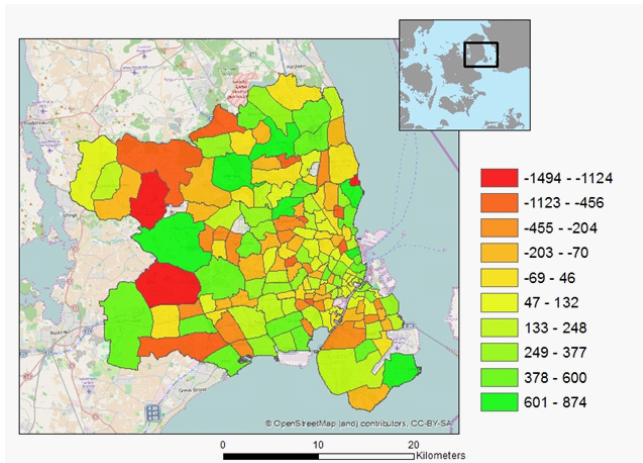 -1494 - -1124
-1123 - -456
-455 - -204
-203 - -70
-69 - 46
47 - 132
133 - 248
249 - 377
378 - 600
601 - 874
© OpenStreetMap (and) contributors, CC-BY-SA
0 10 20
Kilometers